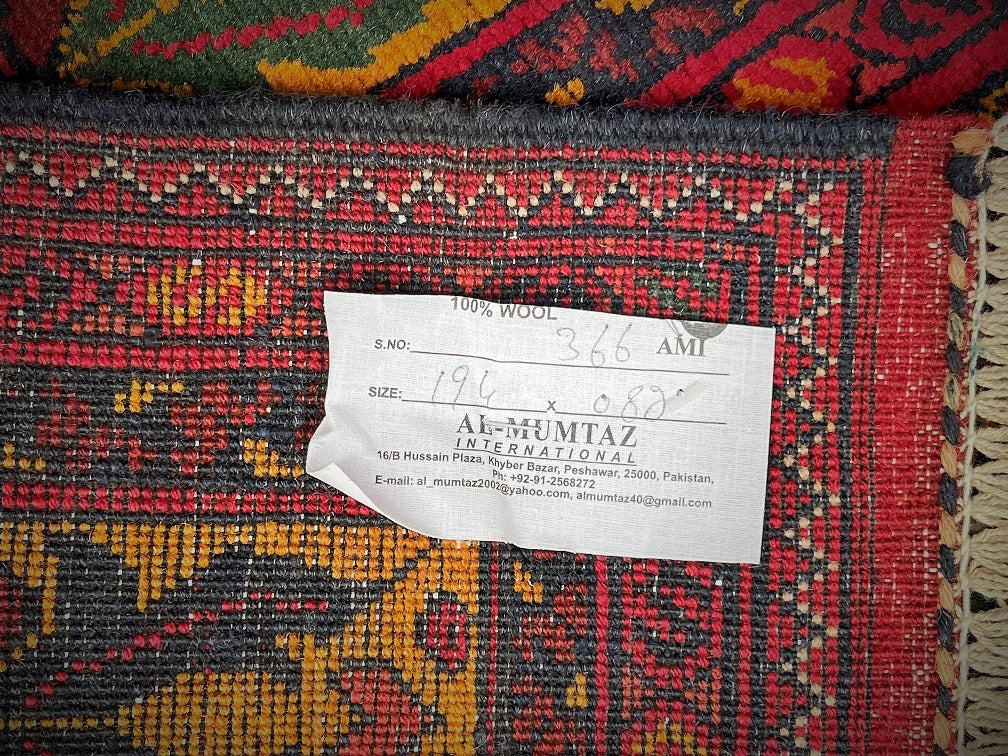 100% WOOL
S.NO: 366 AMI
SIZE: 194 x 082
AL-MUMTAZ
INTERNATIONAL
16/B Hussain Plaza, Khyber Bazar, Peshawar, 25000, Pakistan,
Ph: +92-91-2568272
E-mail: al_mumtaz2002@yahoo.com, almumtaz40@gmail.com